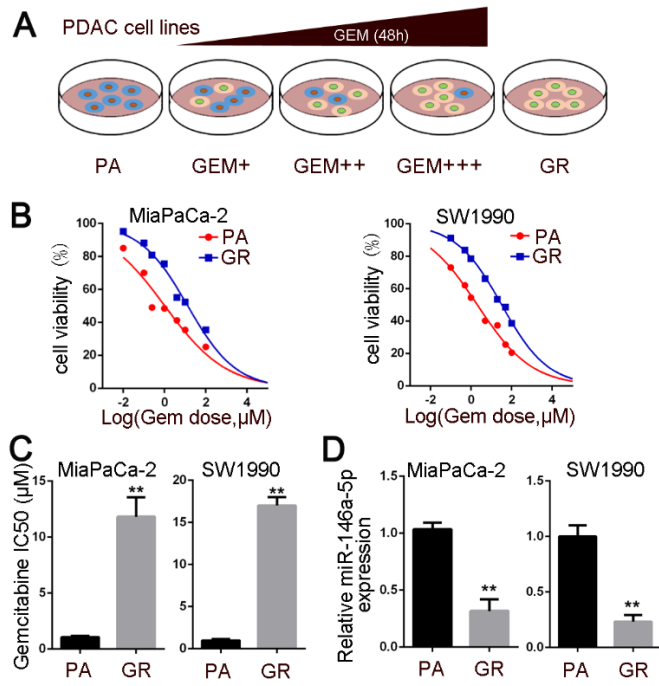 A
PDAC cell lines
GEM (48h)
PA GEM+ GEM++ GEM+++ GR
B
MiaPaCa-2
cell viability (%)
100
80
60
40
20
0
PA
GR
-2 0 2 4
Log(Gem dose,µM)
SW1990
cell viability (%)
100
80
60
40
20
0
PA
GR
-2 0 2 4
Log(Gem dose,µM)
C
Gemcitabine IC50 (µM)
MiaPaCa-2
15
10
5
0
**
PA GR
SW1990
20
15
10
5
0
**
PA GR
D
Relative miR-146a-5p
expression
MiaPaCa-2
1.5
1.0
0.5
0.0
**
PA GR
SW1990
1.5
1.0
0.5
0.0
**
PA GR